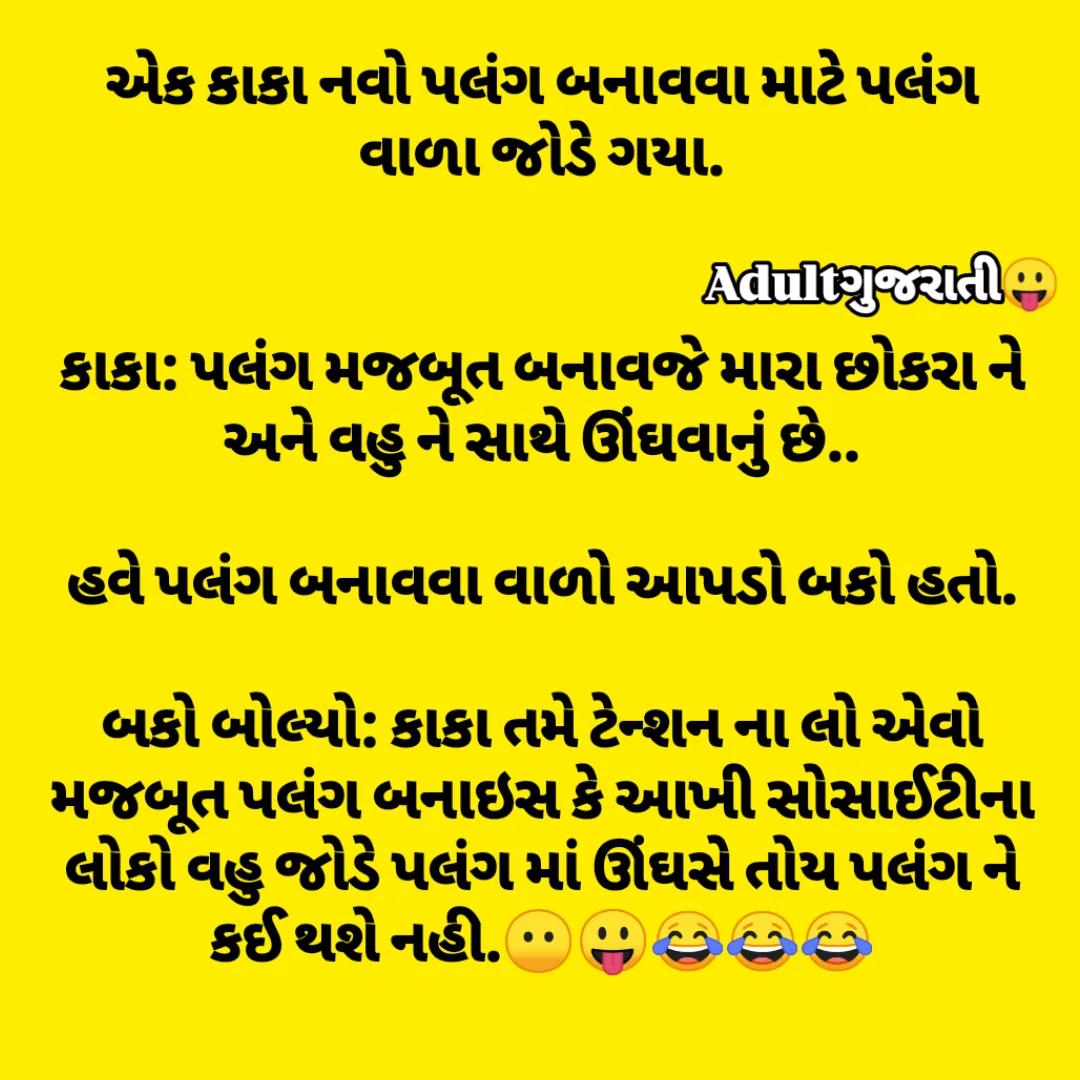 એક કાકા નવો પલંગ બનાવવા માટે પલંગ
વાળા જોડે ગયા.
Adultગુજરાતી😛
કાકા: પલંગ મજબૂત બનાવજે મારા છોકરા ને
અને વહુ ને સાથે ઊંઘવાનું છે..
હવે પલંગ બનાવવા વાળો આપડો બકો હતો.
બકો બોલ્યો: કાકા તમે ટેન્શન ના લો એવો
મજબૂત પલંગ બનાઇસ કે આખી સોસાઈટીના
લોકો વહુ જોડે પલંગ માં ઊંઘસે તોય પલંગ ને
કઈ થશે નહી.😶😛😂😂😂